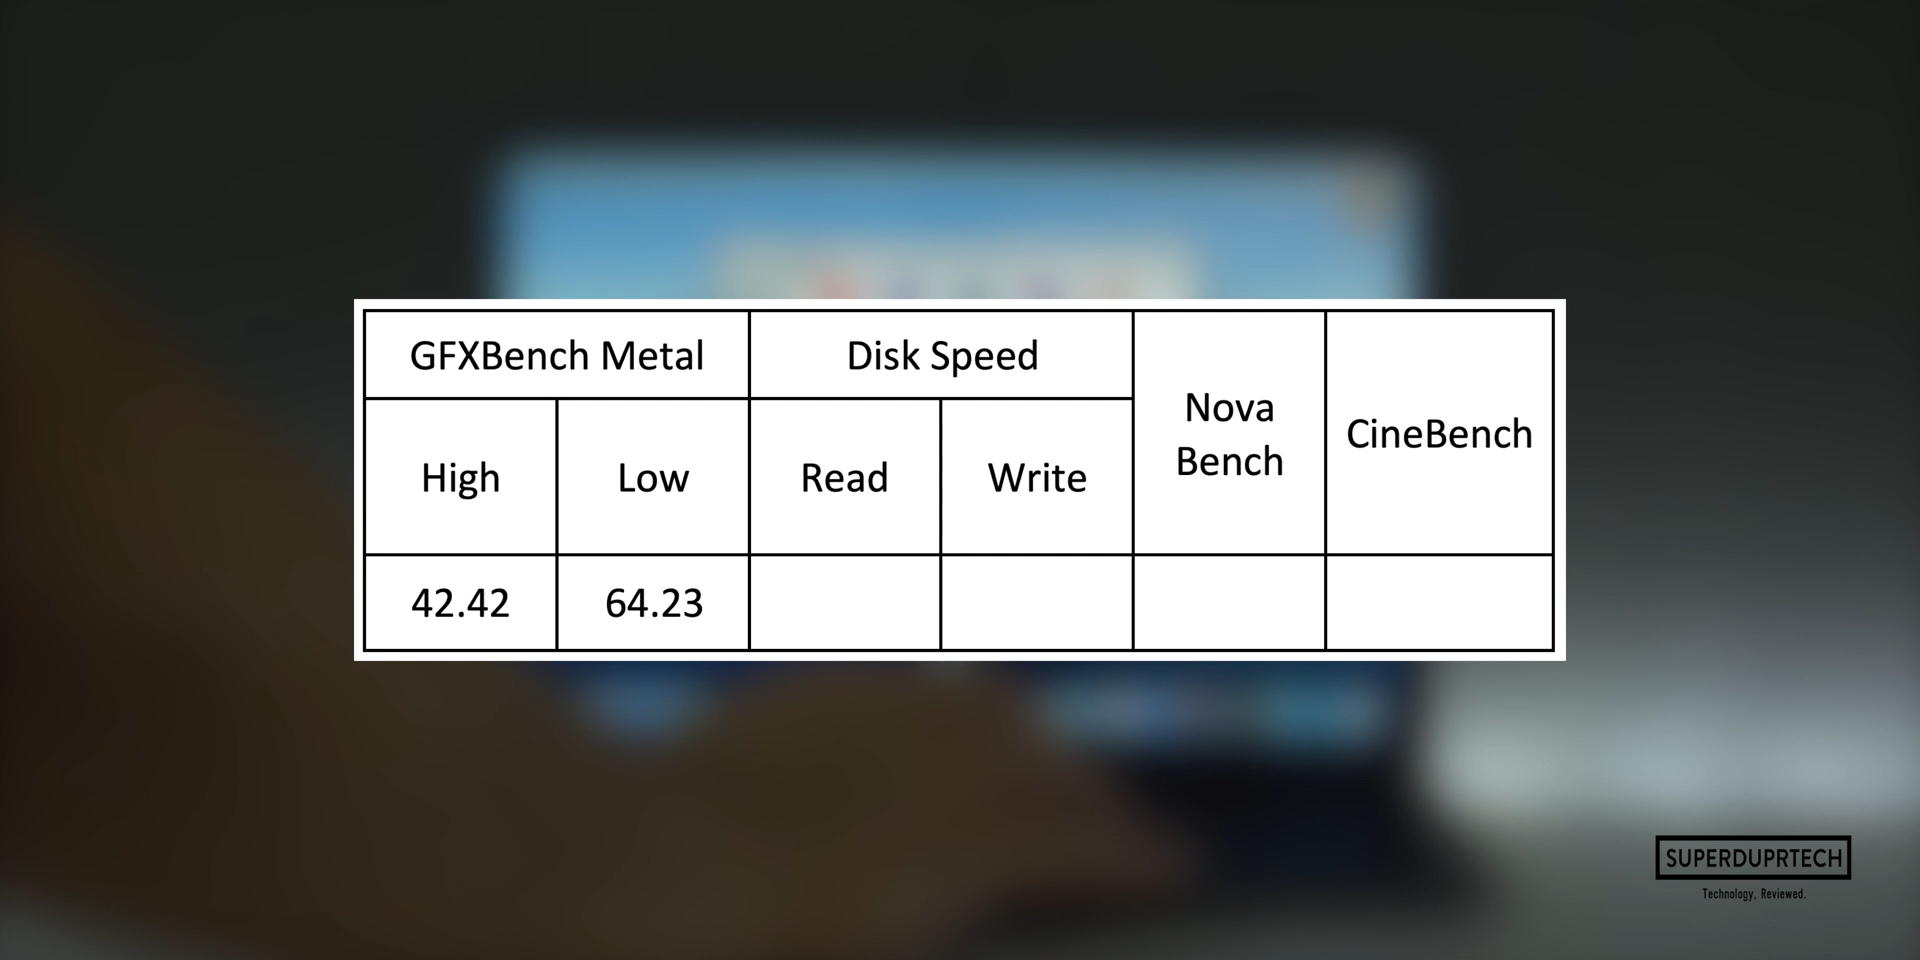 GFXBench Metal
Disk Speed
Nova
Bench
CineBench
High
Low
Read
Write
42.42
64.23
SUPERDUPRTECH
Technology, Reviewed.